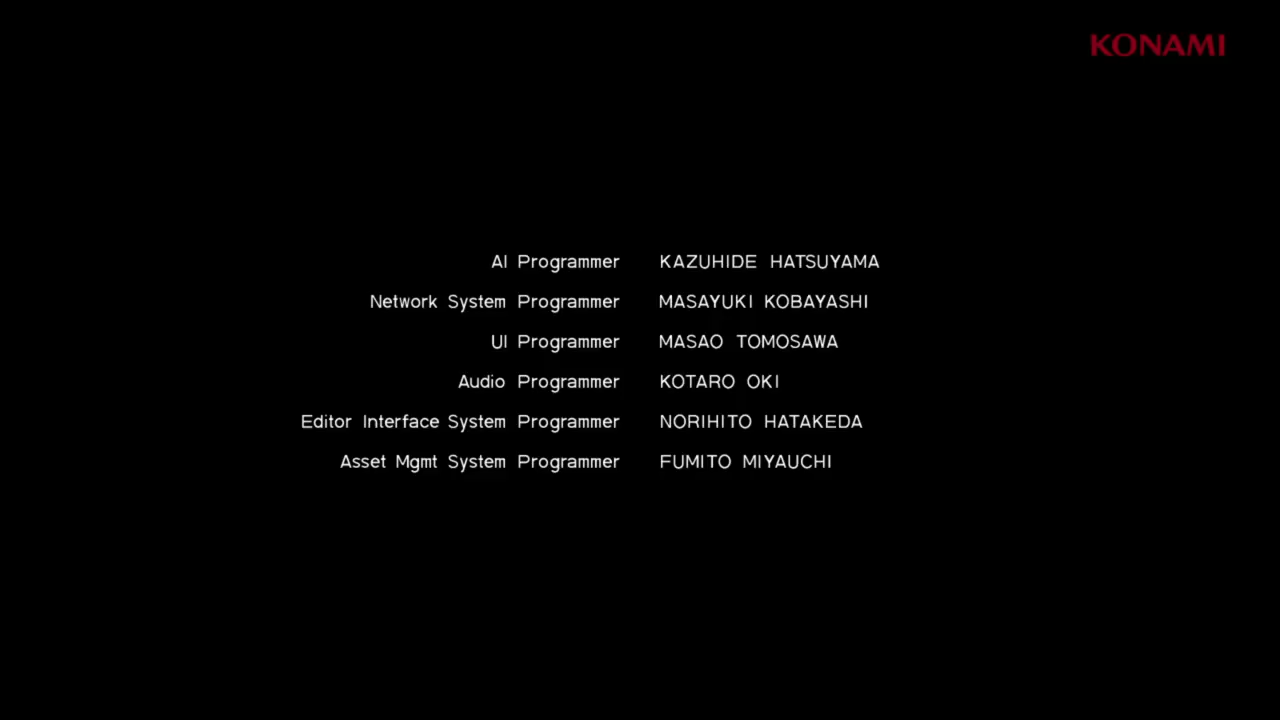 KONAMI
AI Programmer KAZUHIDE HATSUYAMA
Network System Programmer MASAYUKI KOBAYASHI
UI Programmer MASAO TOMOSAWA
Audio Programmer KOTARO OKI
Editor Interface System Programmer NORIHITO HATAKEDA
Asset Mgmt System Programmer FUMITO MIYAUCHI